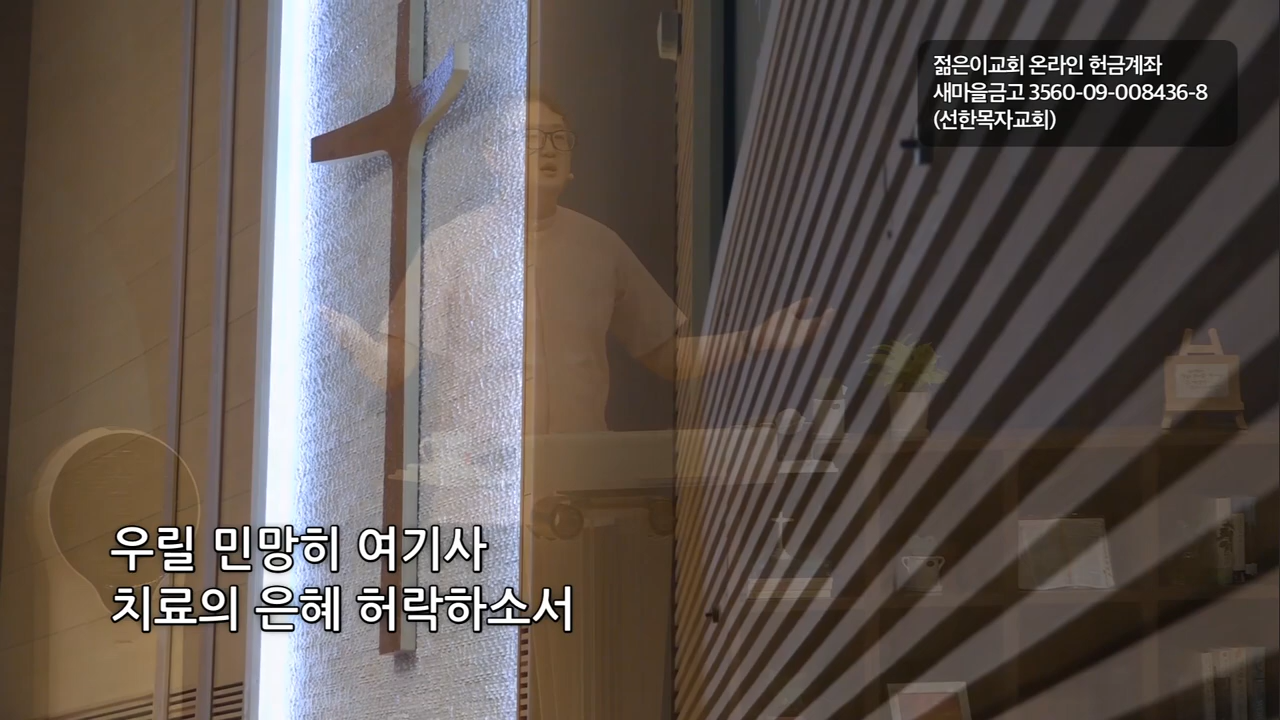 젊은이교회 온라인 헌금계좌
새마을금고 3560-09-008436-8
(선한목자교회)
우릴 민망히 여기사
치료의 은혜 허락하소서